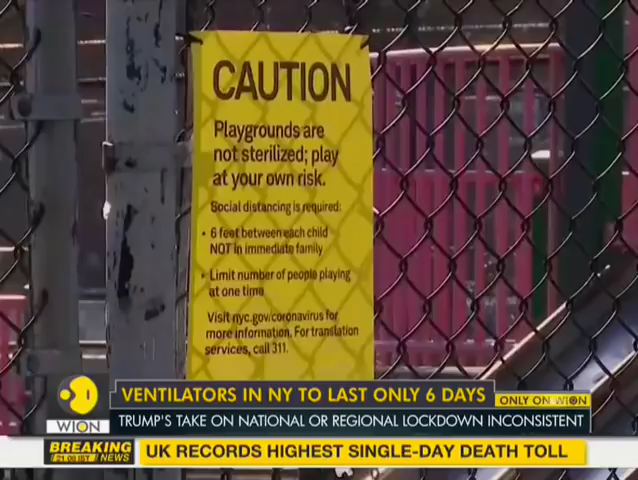 CAUTION
Playgrounds are
not sterilized; play
at your own risk.
Social distancing is required:
• 6 feet between each child
NOT in immediate family
• Limit number of people playing
at one time
Visit nyc.gov/coronavirus for
more information. For translation
services, call 311.
VENTILATORS IN NY TO LAST ONLY 6 DAYS
ONLY ON WION
TRUMP'S TAKE ON NATIONAL OR REGIONAL LOCKDOWN INCONSISTENT
WION
BREAKING
NEWS
UK RECORDS HIGHEST SINGLE-DAY DEATH TOLL